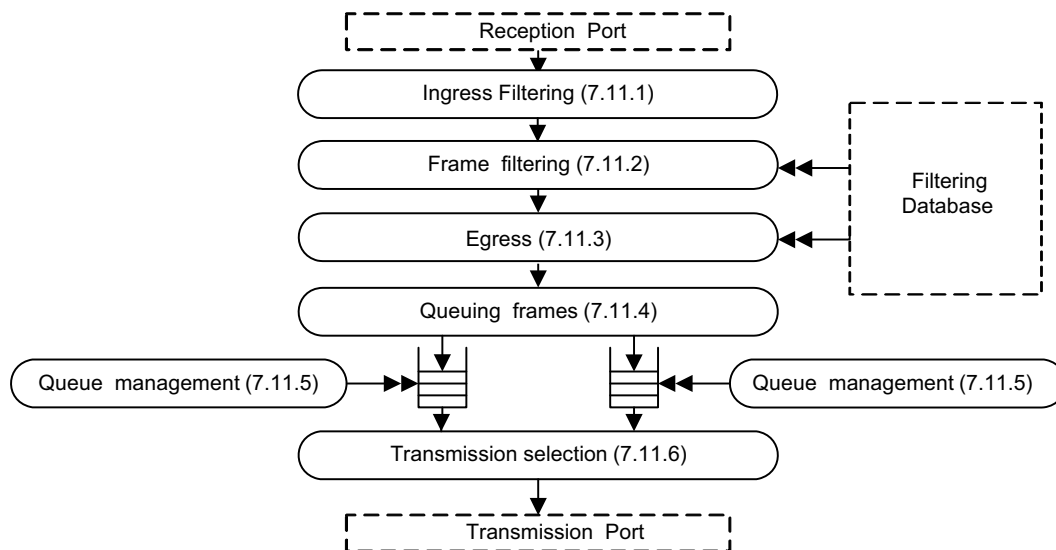 Reception Port
Ingress Filtering (7.11.1)
Frame filtering (7.11.2)
Filtering
Database
Egress (7.11.3)
Queuing frames (7.11.4)
Queue management (7.11.5)
Queue management (7.11.5)
Transmission selection (7.11.6)
Transmission Port